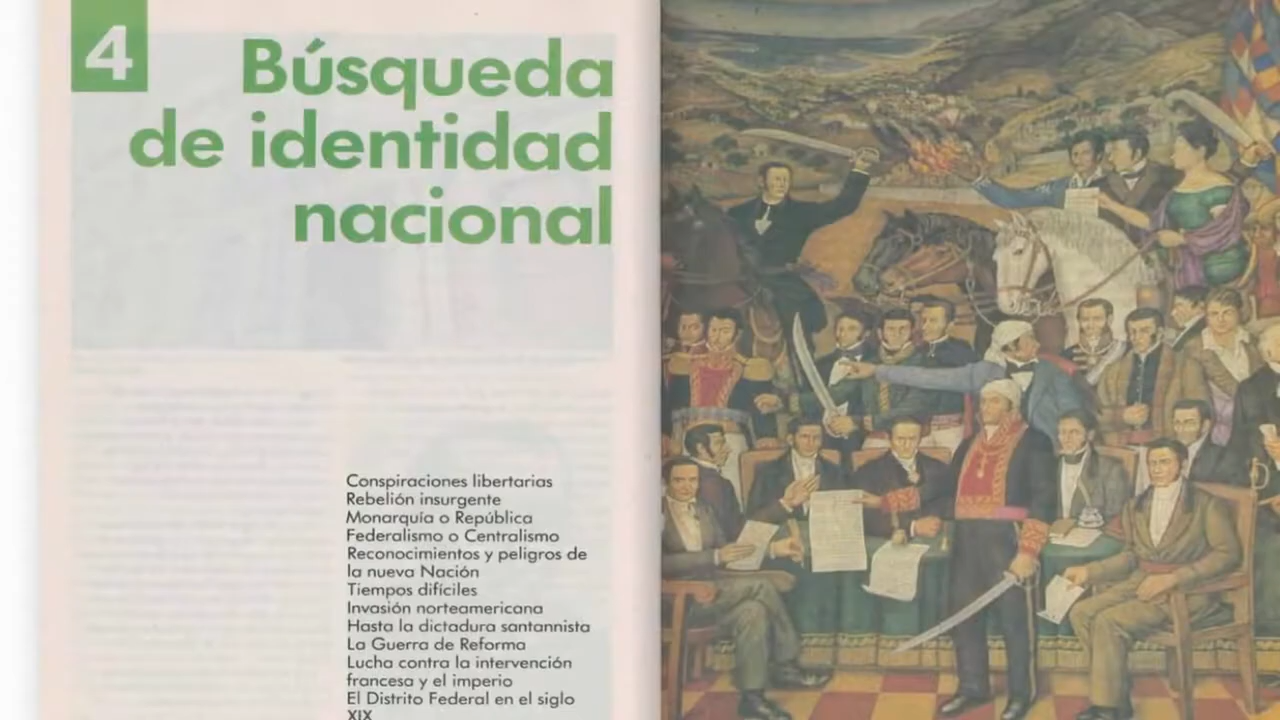 4
Búsqueda
de identidad
nacional
Conspiraciones libertarias
Rebelión insurgente
Monarquía o República
Federalismo o Centralismo
Reconocimientos y peligros de
la nueva Nación
Tiempos difíciles
Invasión norteamericana
Hasta la dictadura santannista
La Guerra de Reforma
Lucha contra la intervención
francesa y el imperio
El Distrito Federal en el siglo
XIX